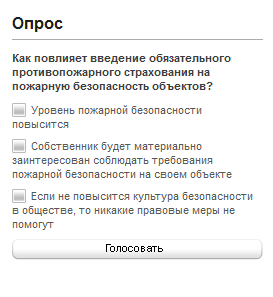 Опрос
Как повлияет введение обязательного
противопожарного страхования на
пожарную безопасность объектов?
Уровень пожарной безопасности
повысится
Собственник будет материально
заинтересован соблюдать требования
пожарной безопасности на своем объекте
Если не повысится культура безопасности
в обществе, то никакие правовые меры не
помогут
Голосовать